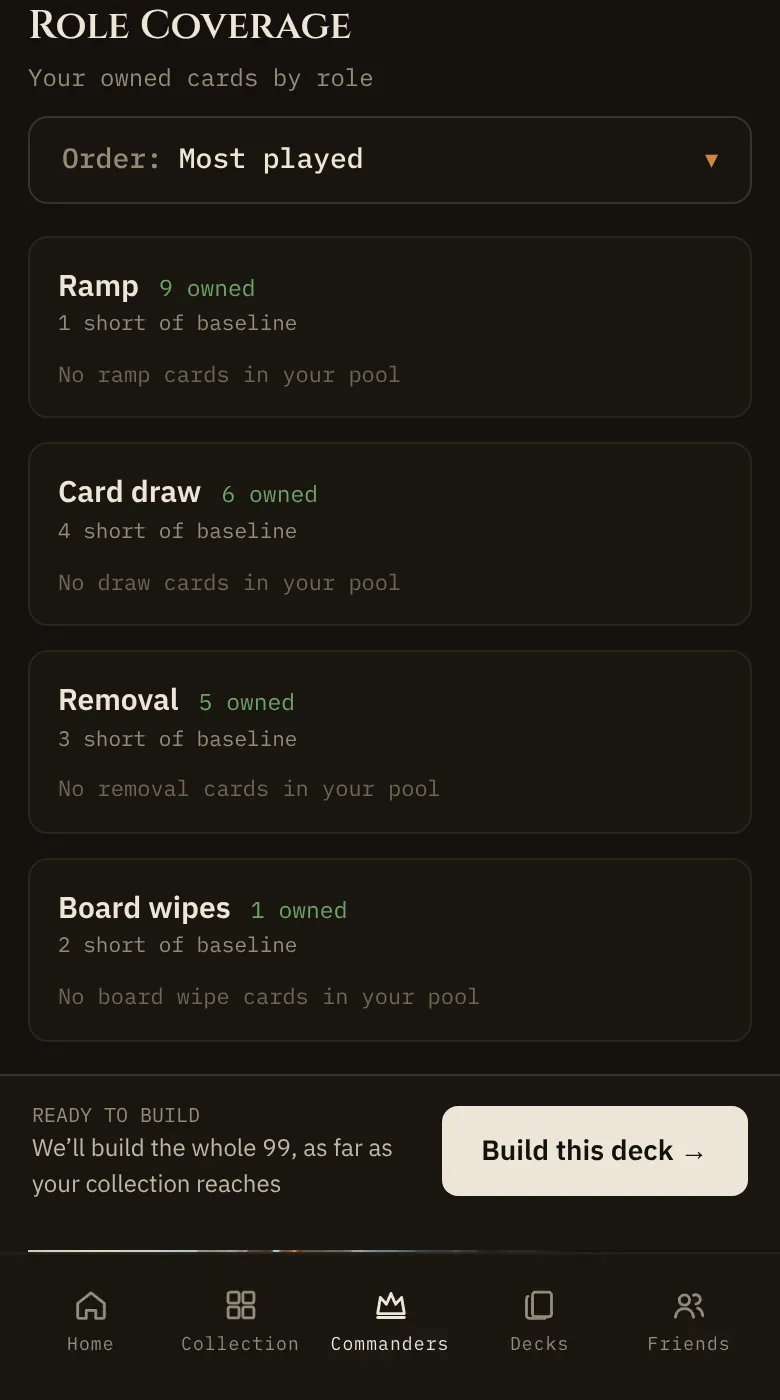 Role Coverage
Your owned cards by role
Order: Most played ▼
Ramp 9 owned
1 short of baseline
No ramp cards in your pool
Card draw 6 owned
4 short of baseline
No draw cards in your pool
Removal 5 owned
3 short of baseline
No removal cards in your pool
Board wipes 1 owned
2 short of baseline
No board wipe cards in your pool
READY TO BUILD
We’ll build the whole 99, as far as
your collection reaches
Build this deck →
Home Collection Commanders Decks Friends